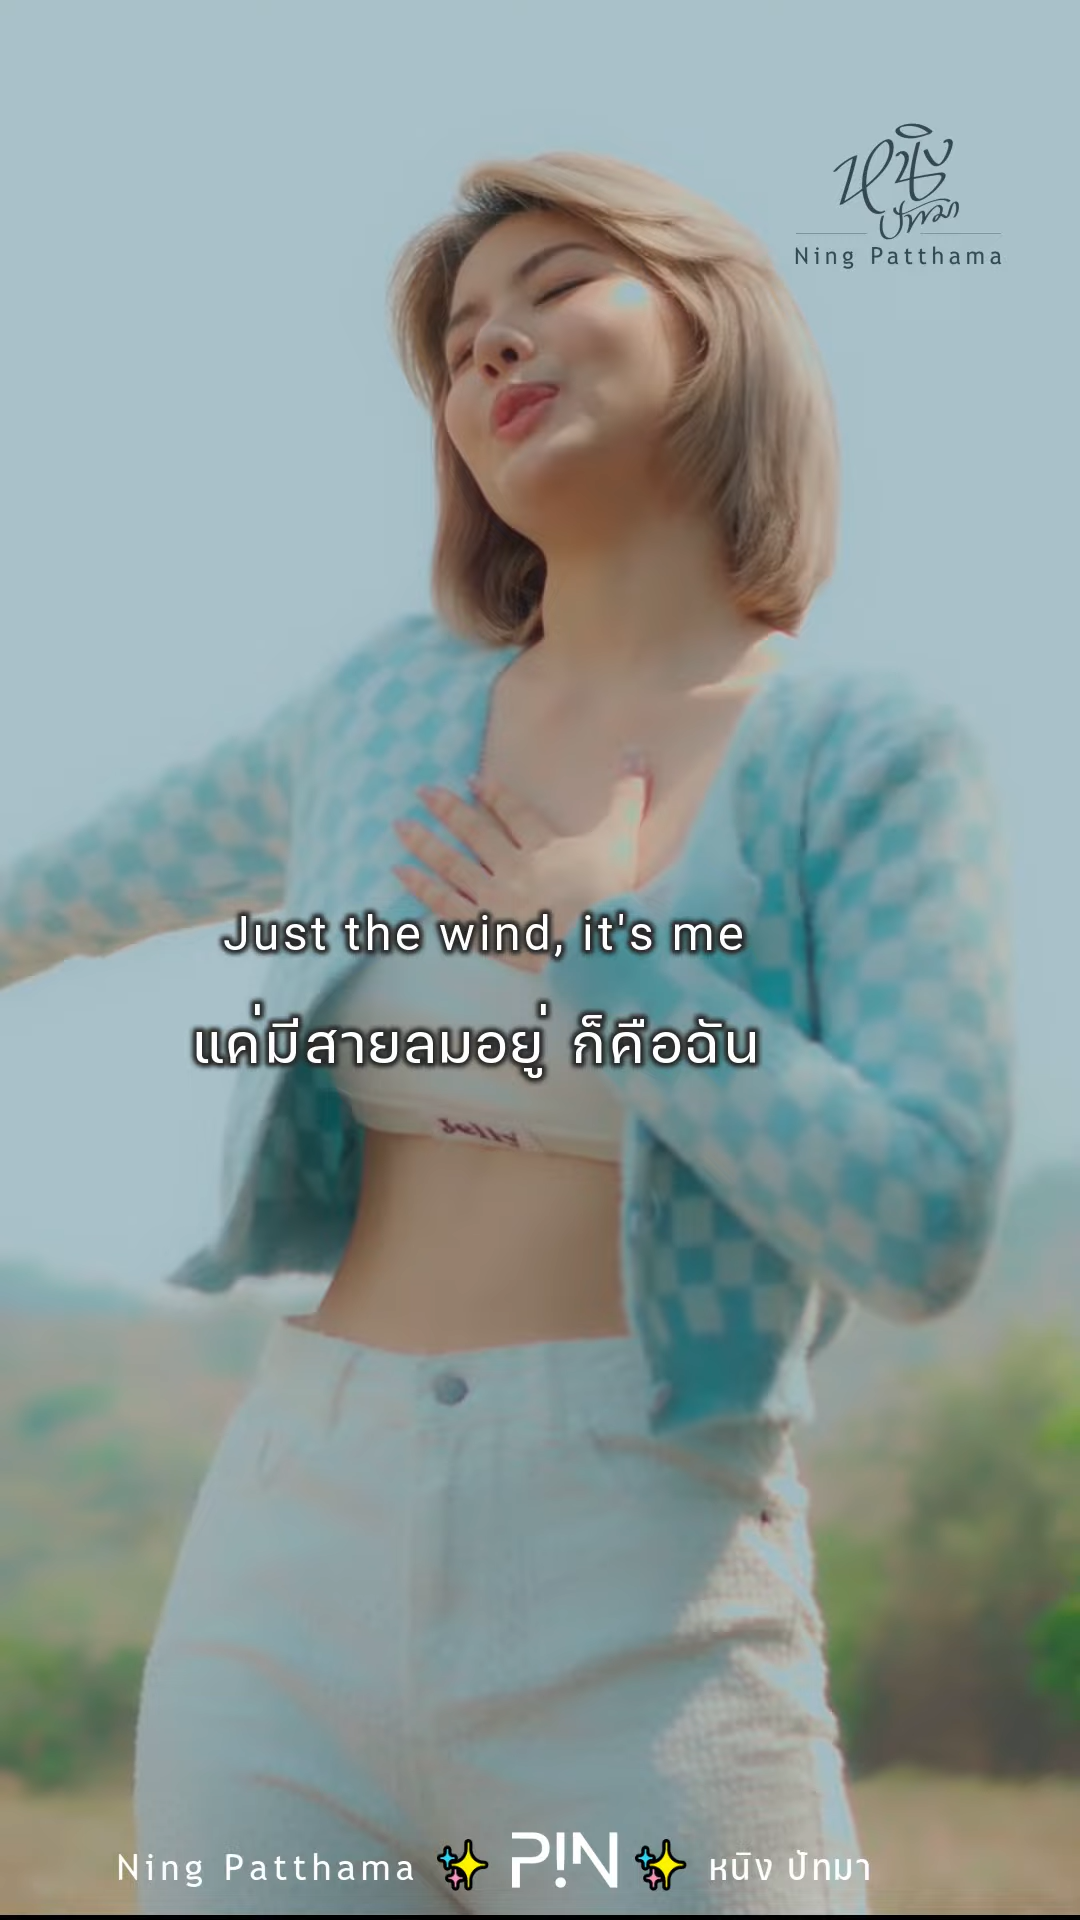 หนิง
ปัทมา
Ning Patthama
Just the wind, it's me
แค่มีสายลมอยู่ ก็คือฉัน
Jelly
Ning Patthama ✨ P!N ✨ หนิง ปัทมา